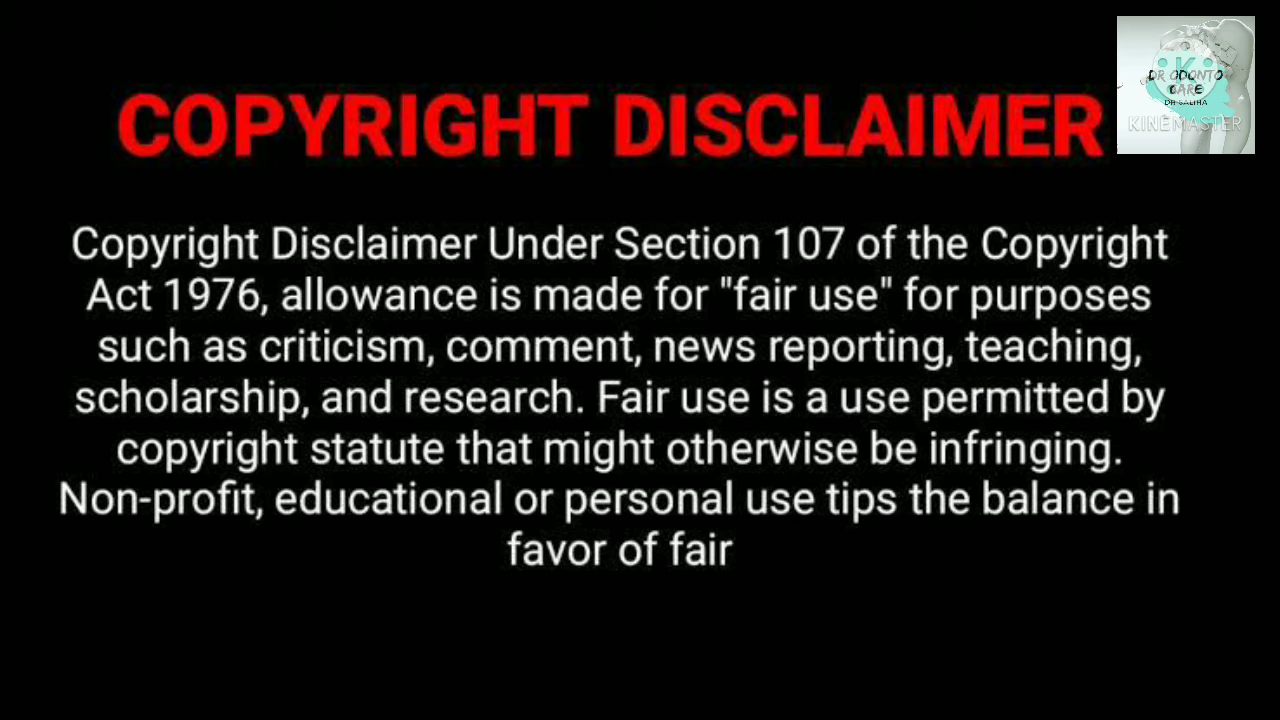 COPYRIGHT DISCLAIMER
DR ODONTO
CARE
DR SALIHA
KINEMASTER
Copyright Disclaimer Under Section 107 of the Copyright
Act 1976, allowance is made for "fair use" for purposes
such as criticism, comment, news reporting, teaching,
scholarship, and research. Fair use is a use permitted by
copyright statute that might otherwise be infringing.
Non-profit, educational or personal use tips the balance in
favor of fair